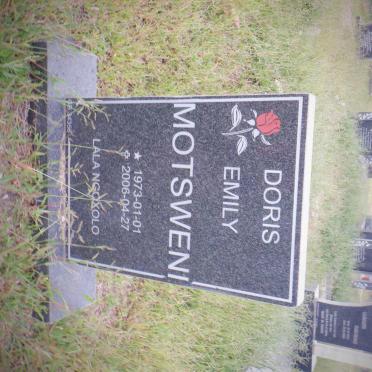 DORIS
EMILY
MOTSWENI
1973-01-01
2006-04-27
LALA NGOXOLO